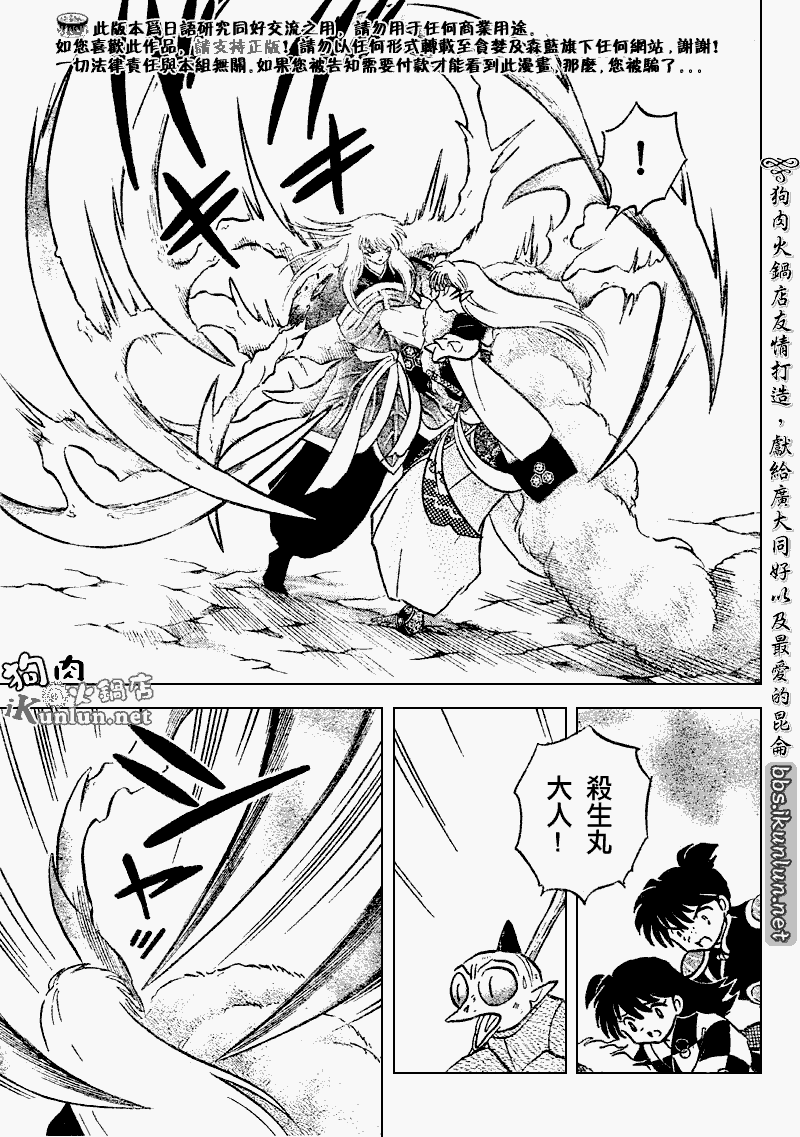 此版本爲日語研究同好交流之用，請勿用于任何商業用途。
如您喜歡此作品，請支持正版！請勿以任何形式轉載至貪婪及森藍旗下任何網站，謝謝！
一切法律責任與本組無關。如果您被告知需要付款才能看到此漫畫，那麼，您被騙了...
！
狗肉火鍋店友情打造，獻給廣大同好以及最愛的昆侖
bbs.ikunlun.net
狗肉火鍋店
iKunlun.net
殺生丸
大人！